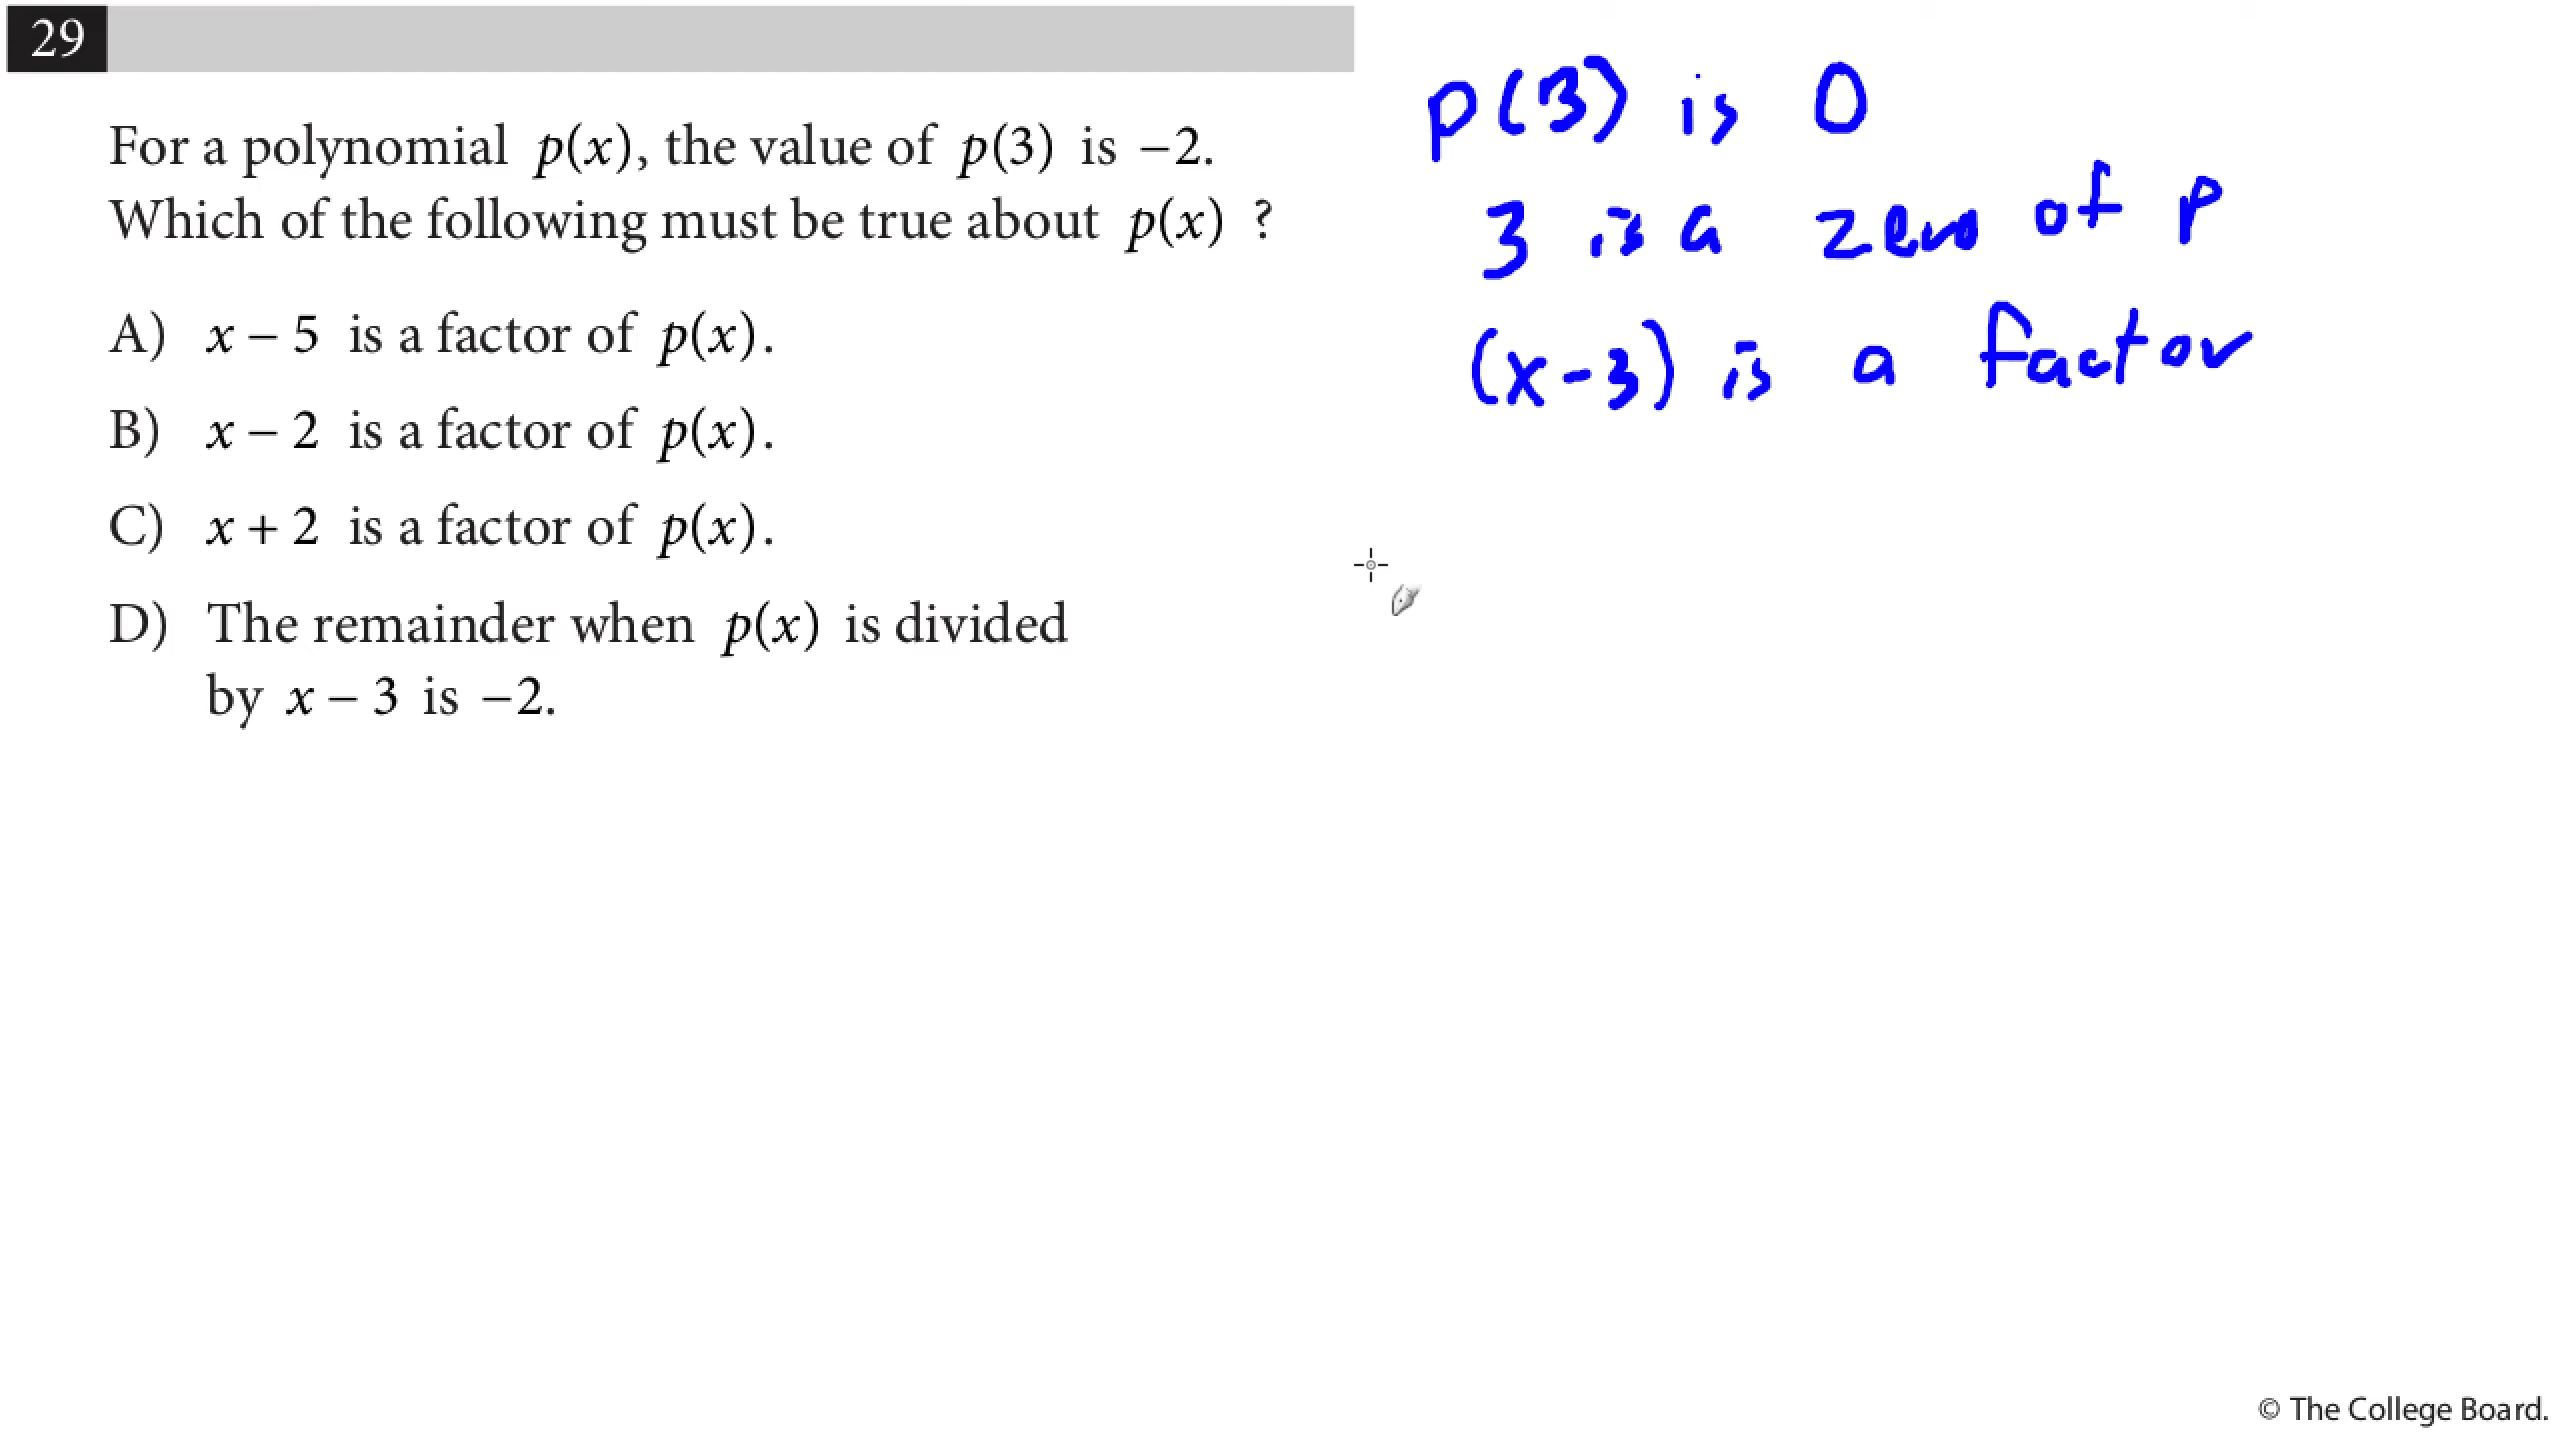 29
For a polynomial p(x), the value of p(3) is −2.
Which of the following must be true about p(x) ?
A) x − 5 is a factor of p(x).
B) x − 2 is a factor of p(x).
C) x + 2 is a factor of p(x).
D) The remainder when p(x) is divided
by x − 3 is −2.
p(3) is 0
3 is a zero of p
(x-3) is a factor
© The College Board.